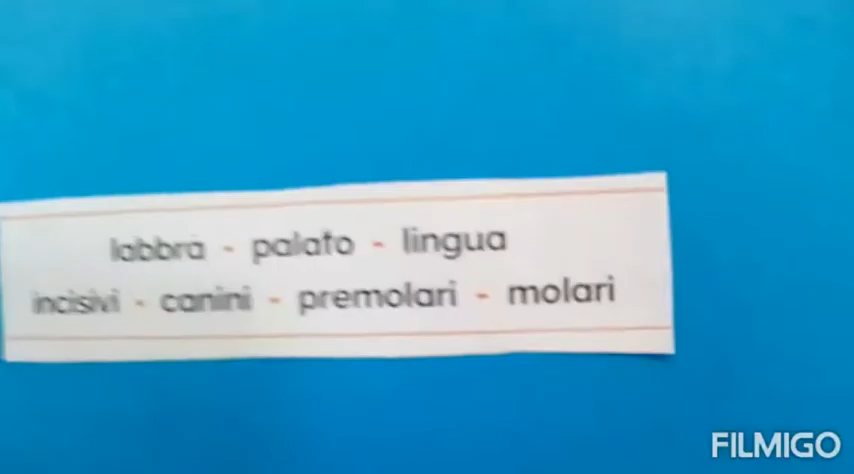 labbra - palato - lingua
incisivi - canini - premolari - molari
FILMIGO